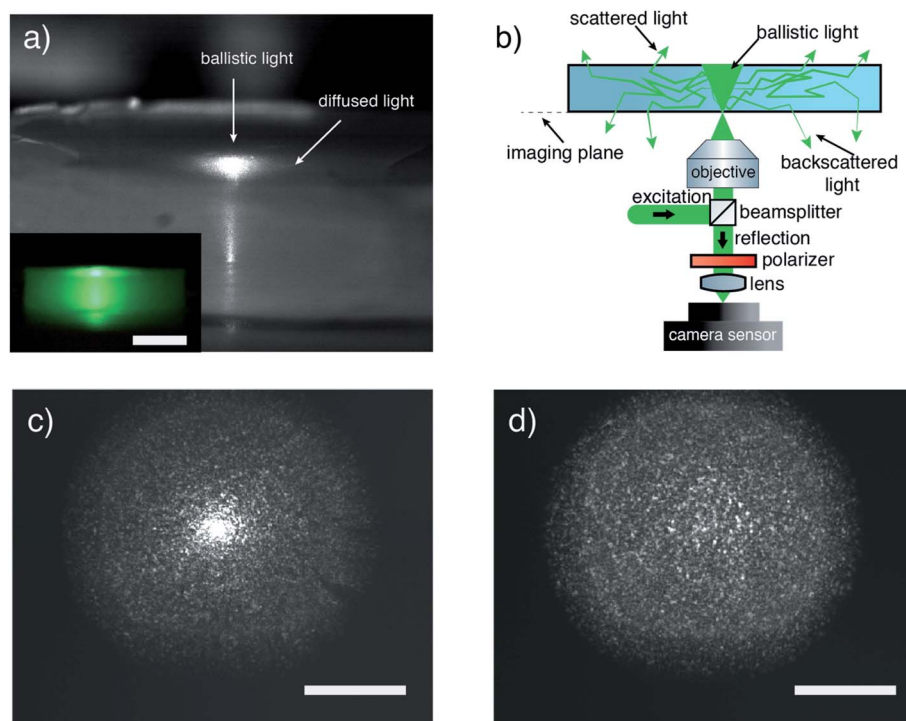 a)
ballistic light
diffused light
b)
scattered light
ballistic light
imaging plane
backscattered
light
objective
excitation
beamsplitter
reflection
polarizer
lens
camera sensor
c)
d)